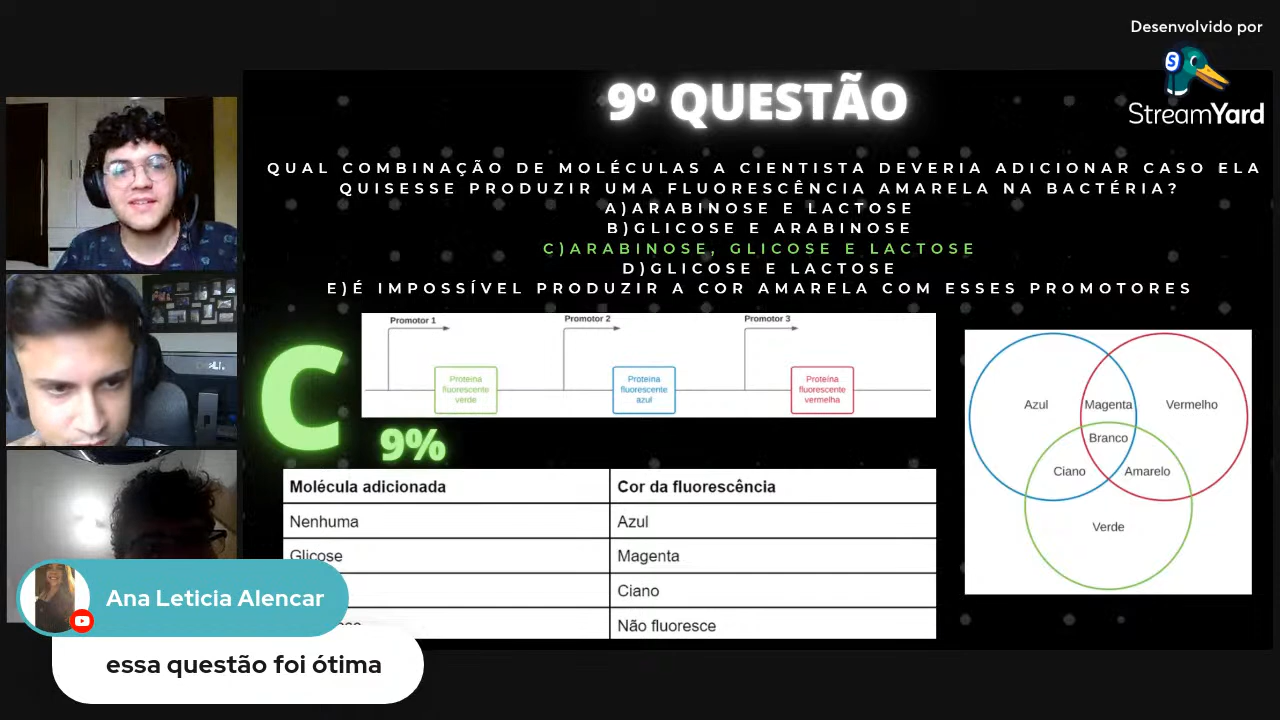 Desenvolvido por
StreamYard
9º QUESTÃO
QUAL COMBINAÇÃO DE MOLÉCULAS A CIENTISTA DEVERIA ADICIONAR CASO ELA
QUISESSE PRODUZIR UMA FLUORESCÊNCIA AMARELA NA BACTÉRIA?
A)ARABINOSE E LACTOSE
B)GLICOSE E ARABINOSE
C)ARABINOSE, GLICOSE E LACTOSE
D)GLICOSE E LACTOSE
E)É IMPOSSÍVEL PRODUZIR A COR AMARELA COM ESSES PROMOTORES
Promotor 1 Promotor 2 Promotor 3
Proteína fluorescente verde
Proteína fluorescente azul
Proteína fluorescente vermelha
C
9%
Molécula adicionada Cor da fluorescência
Nenhuma Azul
Glicose Magenta
Ciano
Não fluoresce
Azul Magenta Vermelho
Branco
Ciano Amarelo
Verde
Ana Leticia Alencar
essa questão foi ótima